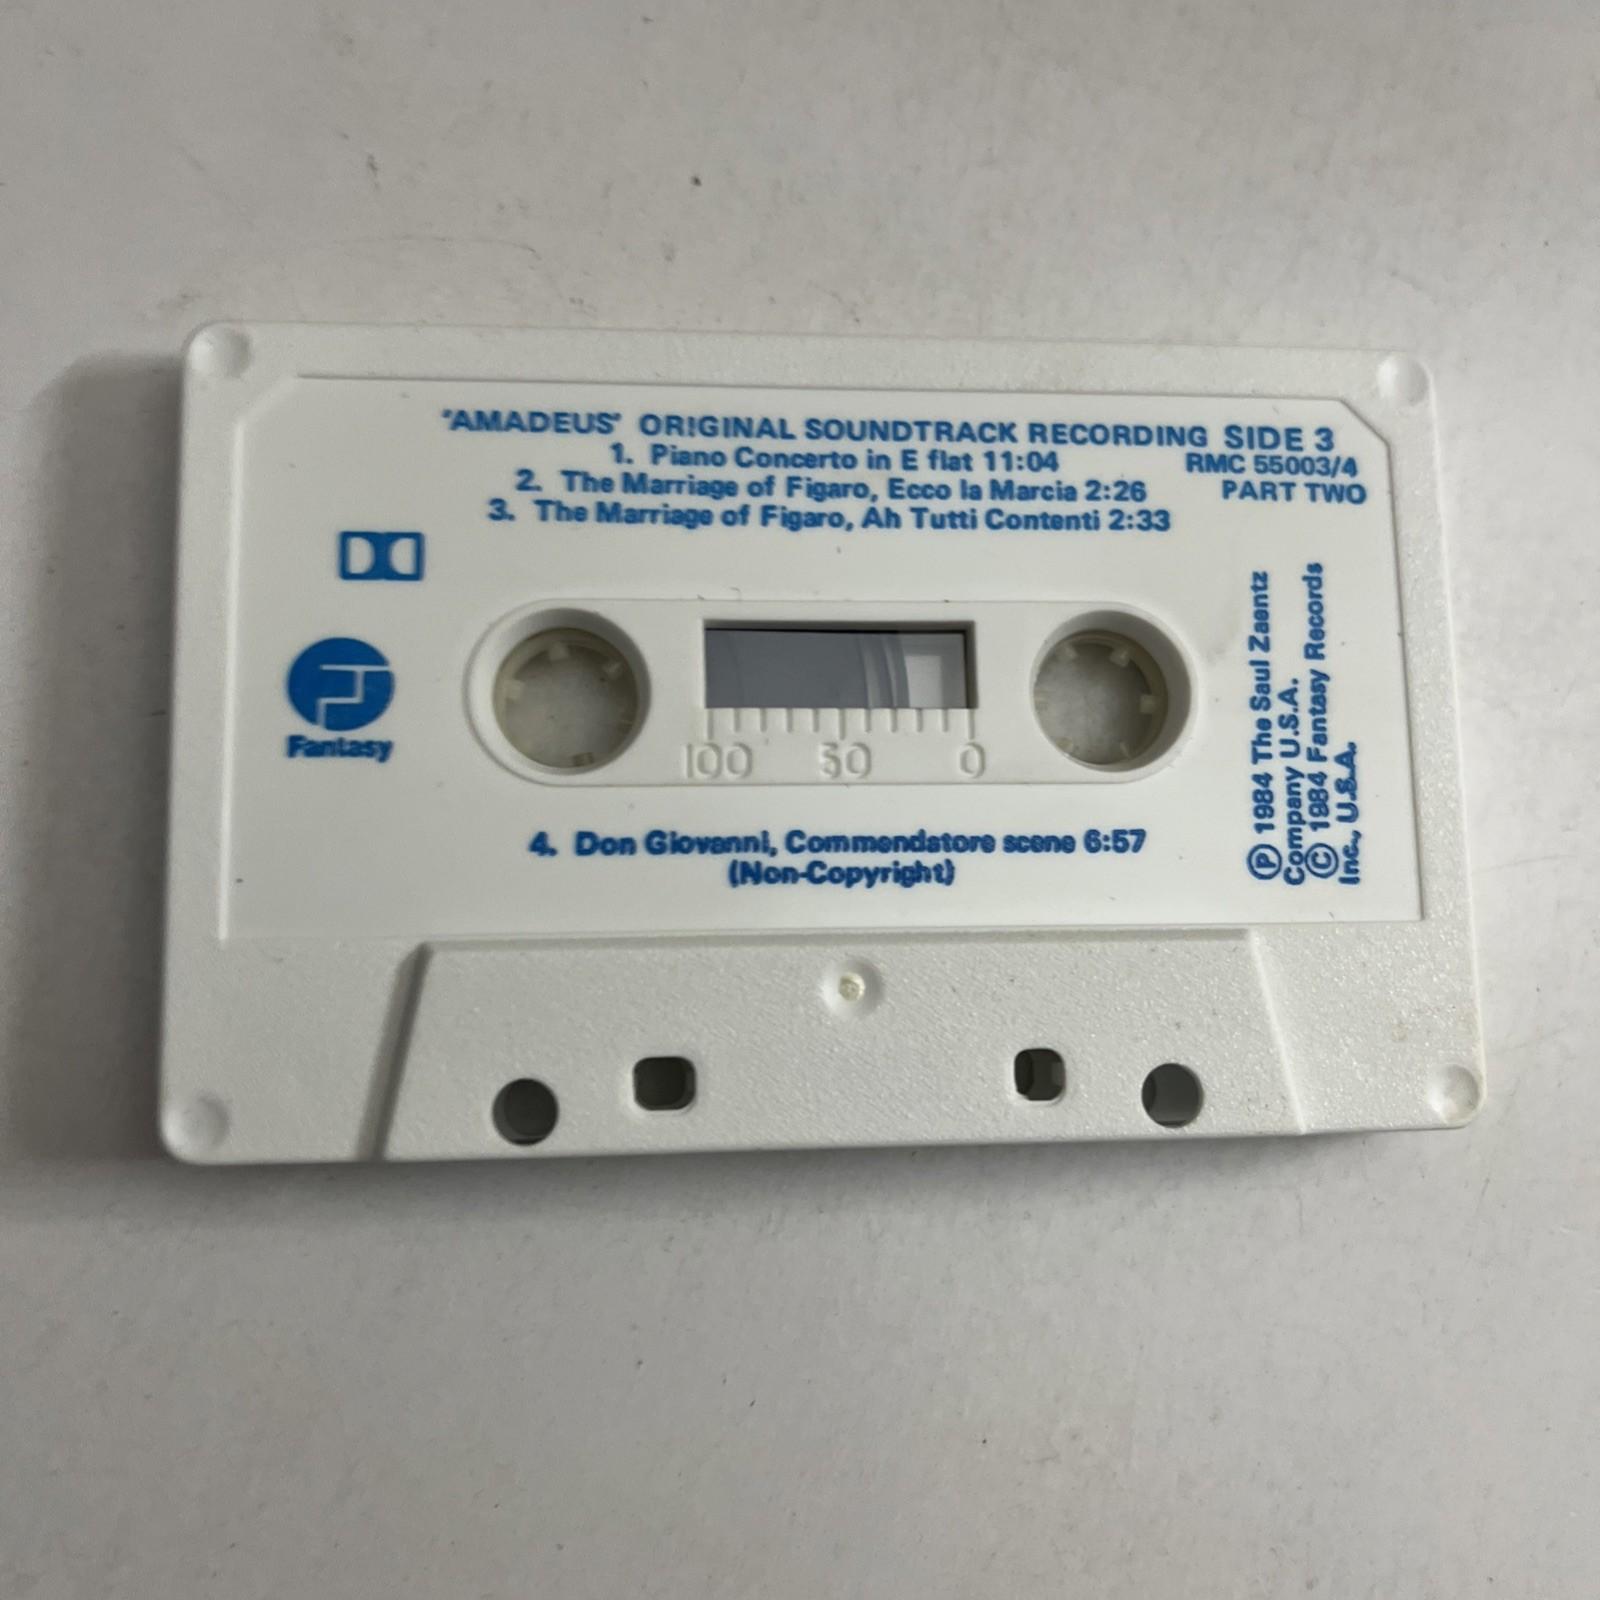 'AMADEUS' ORIGINAL SOUNDTRACK RECORDING SIDE 3
1. Piano Concerto in E flat 11:04 RMC 55003/4
2. The Marriage of Figaro, Ecco la Marcia 2:26 PART TWO
3. The Marriage of Figaro, Ah Tutti Contenti 2:33
Fantasy
100 50 0
4. Don Giovanni, Commendatore scene 6:57
(Non-Copyright)
Ⓟ 1984 The Saul Zaentz
Company U.S.A.
© 1984 Fantasy Records
Inc., U.S.A.